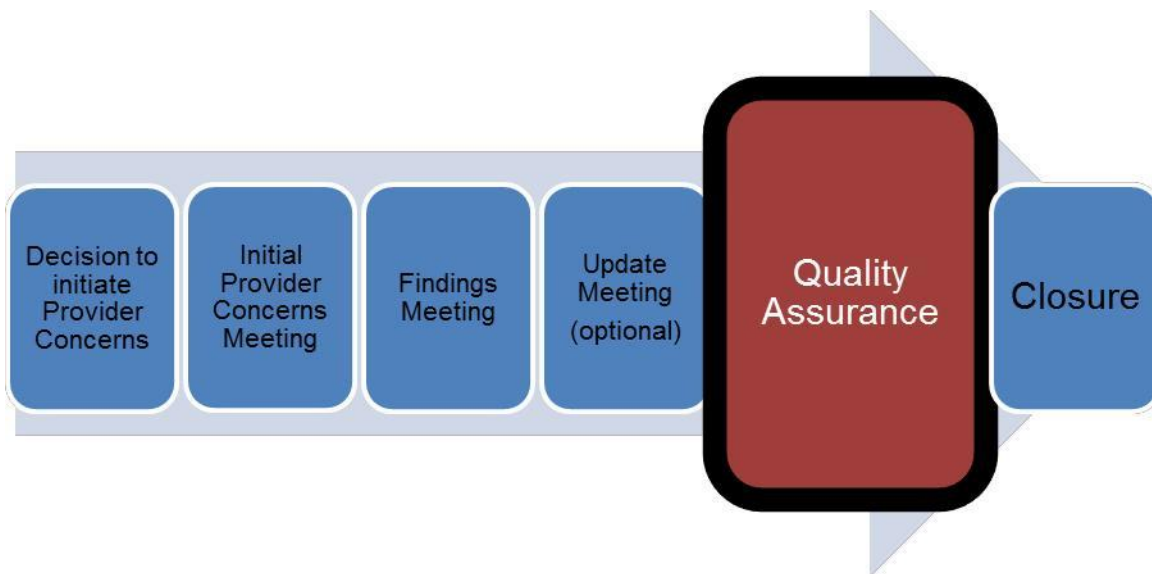 Decision to
initiate
Provider
Concerns
Initial
Provider
Concerns
Meeting
Findings
Meeting
Update
Meeting
(optional)
Quality
Assurance
Closure